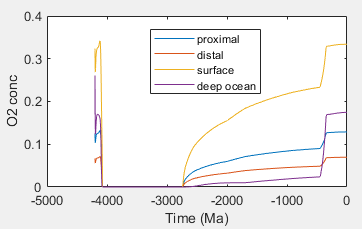 0.4
0.3
0.2
0.1
0
O2 conc
proximal
distal
surface
deep ocean
-5000 -4000 -3000 -2000 -1000 0
Time (Ma)